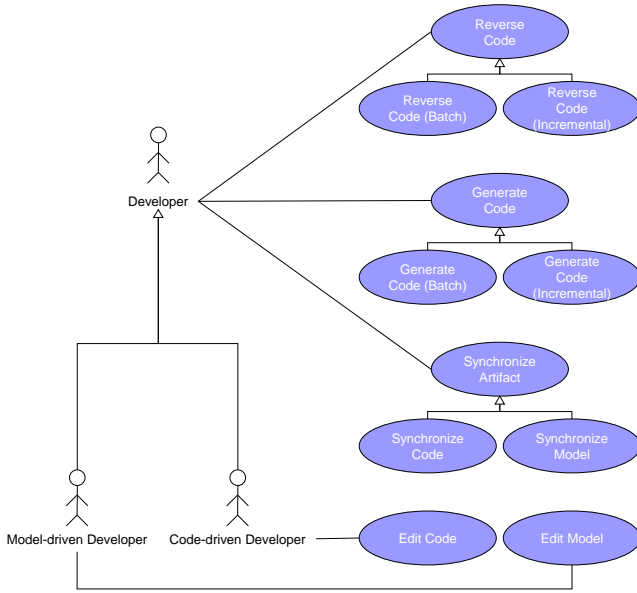 Reverse
Code
Reverse
Code (Batch)
Reverse
Code
(Incremental)
Developer
Generate
Code
Generate
Code (Batch)
Generate
Code
(Incremental)
Synchronize
Artifact
Synchronize
Code
Synchronize
Model
Model-driven Developer
Code-driven Developer
Edit Code
Edit Model